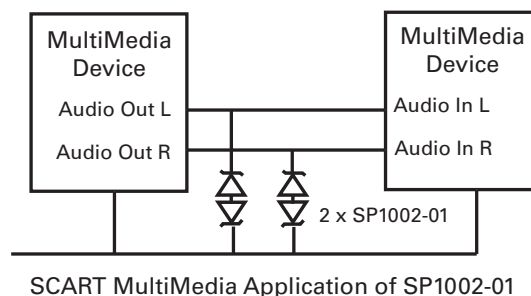 MultiMedia
Device
Audio Out L
Audio Out R
MultiMedia
Device
Audio In L
Audio In R
2 x SP1002-01
SCART MultiMedia Application of SP1002-01